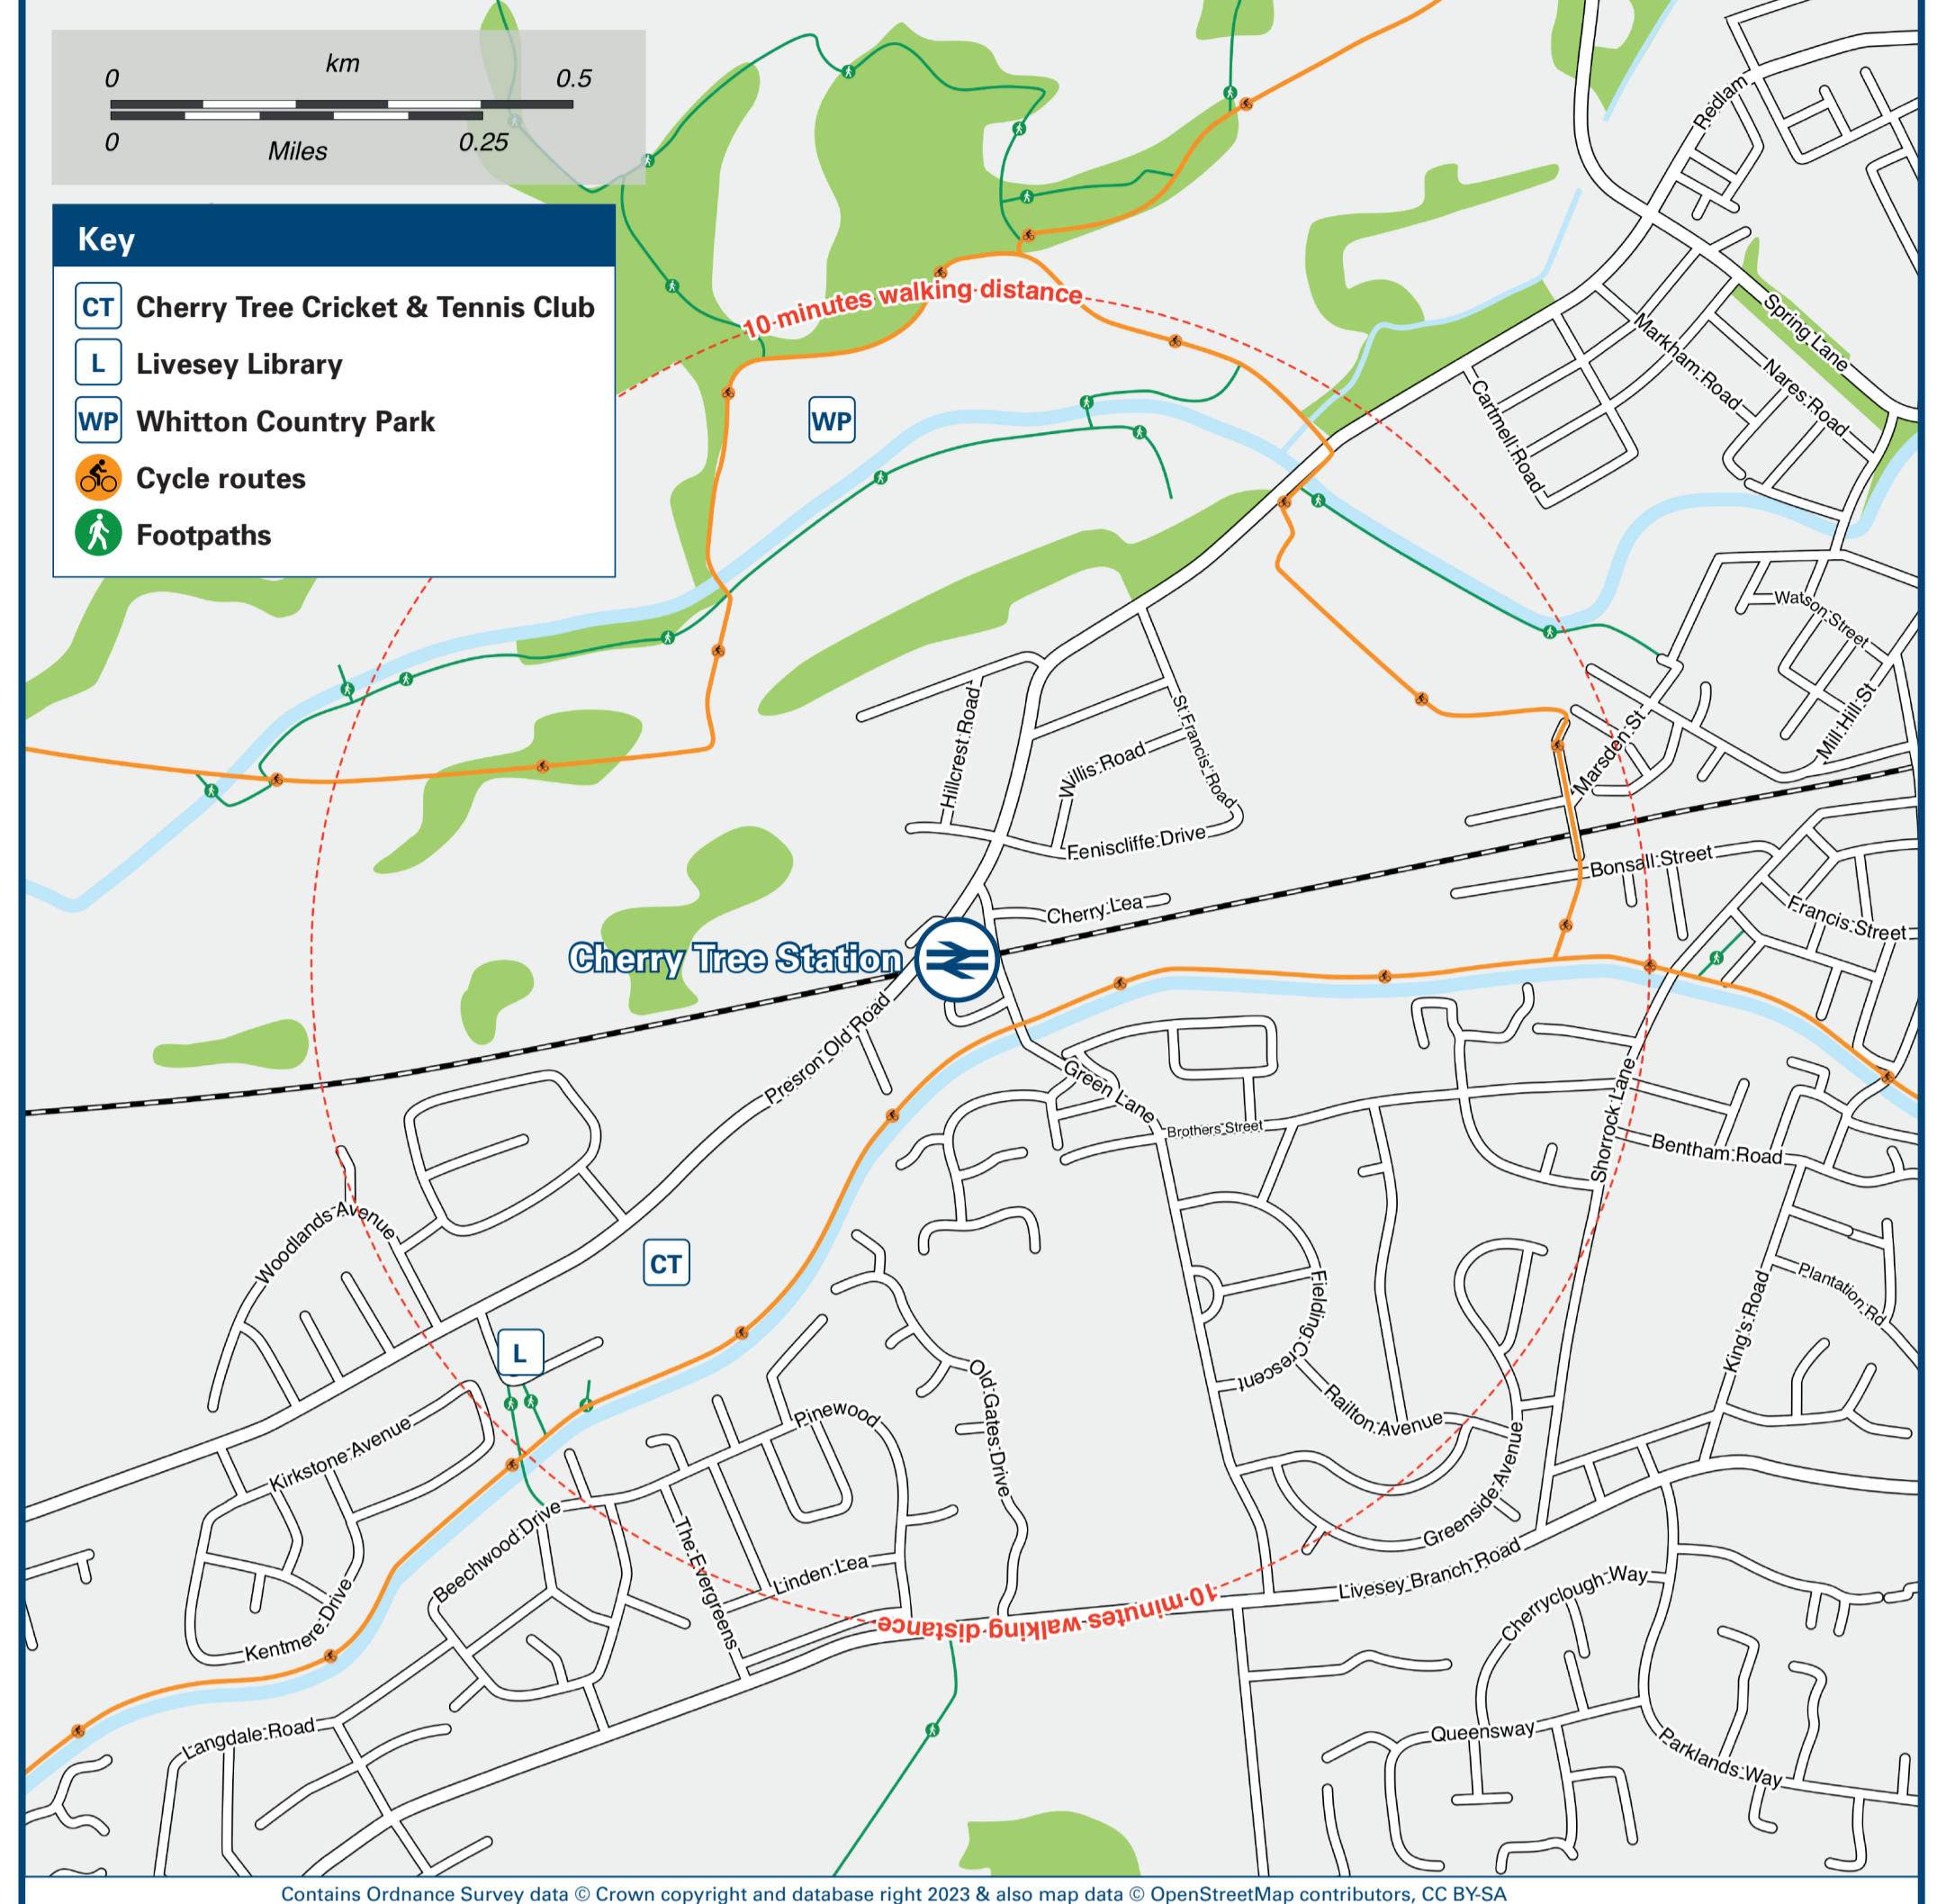 km
0 0.5
0 0.25
Miles
Key
CT Cherry Tree Cricket & Tennis Club
L Livesey Library
WP Whitton Country Park
Cycle routes
Footpaths
10 minutes walking distance
WP
Redlam
Spring Lane
Markham Road
Nares Road
Cartmell Road
Watson Street
Mill Hill St
Marsden St
Hillcrest Road
St Francis' Road
Willis Road
Feniscliffe Drive
Bonsall Street
Francis Street
Cherry Lea
Cherry Tree Station
Presron Old Road
Green Lane
Brothers Street
Shorrock Lane
Bentham Road
Woodlands Avenue
CT
Plantation Rd
King's Road
Fielding Crescent
L
Old Gates Drive
Railton Avenue
Pinewood
Kirkstone Avenue
Greenside Avenue
Beechwood Drive
The Evergreens
Linden Lea
Livesey Branch Road
Cherryclough Way
10 minutes walking distance
Kentmere Drive
Langdale Road
Queensway
Parklands Way
Contains Ordnance Survey data © Crown copyright and database right 2023 & also map data © OpenStreetMap contributors, CC BY-SA